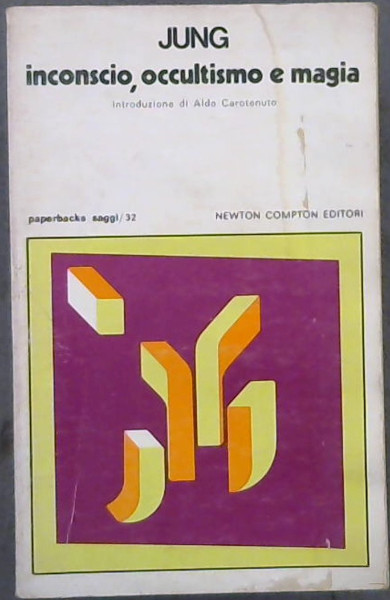 JUNG
inconscio, occultismo e magia
introduzione di Aldo Carotenuto
paperbacks saggi/32
NEWTON COMPTON EDITORI